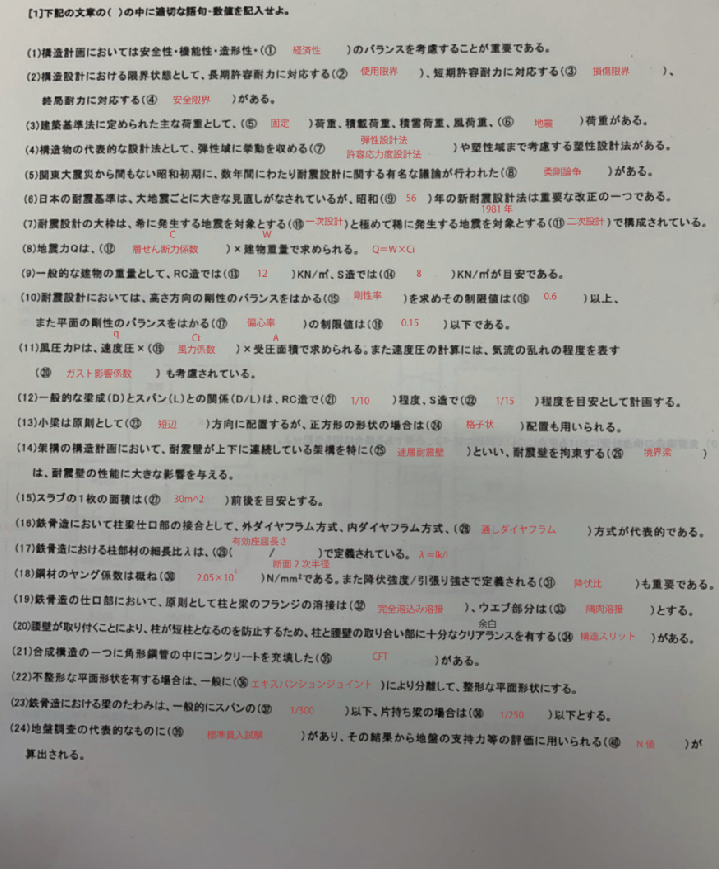 【1】下記の文章の( )の中に適切な語句・数値を記入せよ。
(1)構造計画においては安全性・機能性・造形性・(① 経済性 )のバランスを考慮することが重要である。
(2)構造設計における限界状態として、長期許容耐力に対応する(② 使用限界 )、短期許容耐力に対応する(③ 損傷限界 )、
終局耐力に対応する(④ 安全限界 )がある。
(3)建築基準法に定められた主な荷重として、(⑤ 固定 )荷重、積載荷重、積雪荷重、風荷重、(⑥ 地震 )荷重がある。
弾性設計法
(4)構造物の代表的な設計法として、弾性域に挙動を収める(⑦ 許容応力度設計法 )や塑性域まで考慮する塑性設計法がある。
(5)関東大震災から間もない昭和初期に、数年間にわたり耐震設計に関する有名な議論が行われた(⑧ 柔剛論争 )がある。
(6)日本の耐震基準は、大地震ごとに大きな見直しがなされているが、昭和(⑨ 56 )年の新耐震設計法は重要な改正の一つである。
1981年
(7)耐震設計の大枠は、希に発生する地震を対象とする(⑩ 一次設計 )と極めて稀に発生する地震を対象とする(⑪ 二次設計 )で構成されている。
C W
(8)地震力Qは、(⑫ 層せん断力係数 )×建物重量で求められる。 Q=W×Ci
(9)一般的な建物の重量として、RC造では(⑬ 12 )KN/㎡、S造では(⑭ 8 )KN/㎡が目安である。
(10)耐震設計においては、高さ方向の剛性のバランスをはかる(⑮ 剛性率 )を求めその制限値は(⑯ 0.6 )以上、
また平面の剛性のバランスをはかる(⑰ 偏心率 )の制限値は(⑱ 0.15 )以下である。
q Ct A
(11)風圧力Pは、速度圧×(⑲ 風力係数 )×受圧面積で求められる。また速度圧の計算には、気流の乱れの程度を表す
(⑳ ガスト影響係数 )も考慮されている。
(12)一般的な梁成(D)とスパン(L)との関係(D/L)は、RC造で(㉑ 1/10 )程度、S造で(㉒ 1/15 )程度を目安として計画する。
(13)小梁は原則として(㉓ 短辺 )方向に配置するが、正方形の形状の場合は(㉔ 格子状 )配置も用いられる。
(14)架構の構造計画において、耐震壁が上下に連続している架構を特に(㉕ 連層耐震壁 )といい、耐震壁を拘束する(㉖ 境界梁 )
は、耐震壁の性能に大きな影響を与える。
(15)スラブの1枚の面積は(㉗ 30m^2 )前後を目安とする。
(16)鉄骨造において柱梁仕口部の接合として、外ダイヤフラム方式、内ダイヤフラム方式、(㉘ 通しダイヤフラム )方式が代表的である。
有効座屈長さ
(17)鉄骨造における柱部材の細長比λは、(㉙( / )で定義されている。 λ=lk/i
断面2次半径
(18)鋼材のヤング係数は概ね(㉚ 2.05×10⁵ )N/mm²である。また降伏強度/引張り強さで定義される(㉛ 降伏比 )も重要である。
(19)鉄骨造の仕口部において、原則として柱と梁のフランジの溶接は(㉜ 完全溶込み溶接 )、ウエブ部分は(㉝ 隅肉溶接 )とする。
余白
(20)腰壁が取り付くことにより、柱が短柱となるのを防止するため、柱と腰壁の取り合い部に十分なクリアランスを有する(㉞ 構造スリット )がある。
(21)合成構造の一つに角形鋼管の中にコンクリートを充填した(㉟ CFT )がある。
(22)不整形な平面形状を有する場合は、一般に(㊱ エキスパンションジョイント )により分離して、整形な平面形状にする。
(23)鉄骨造における梁のたわみは、一般的にスパンの(㊲ 1/300 )以下、片持ち梁の場合は(㊳ 1/250 )以下とする。
(24)地盤調査の代表的なものに(㊴ 標準貫入試験 )があり、その結果から地盤の支持力等の評価に用いられる(㊵ N値 )が
算出される。